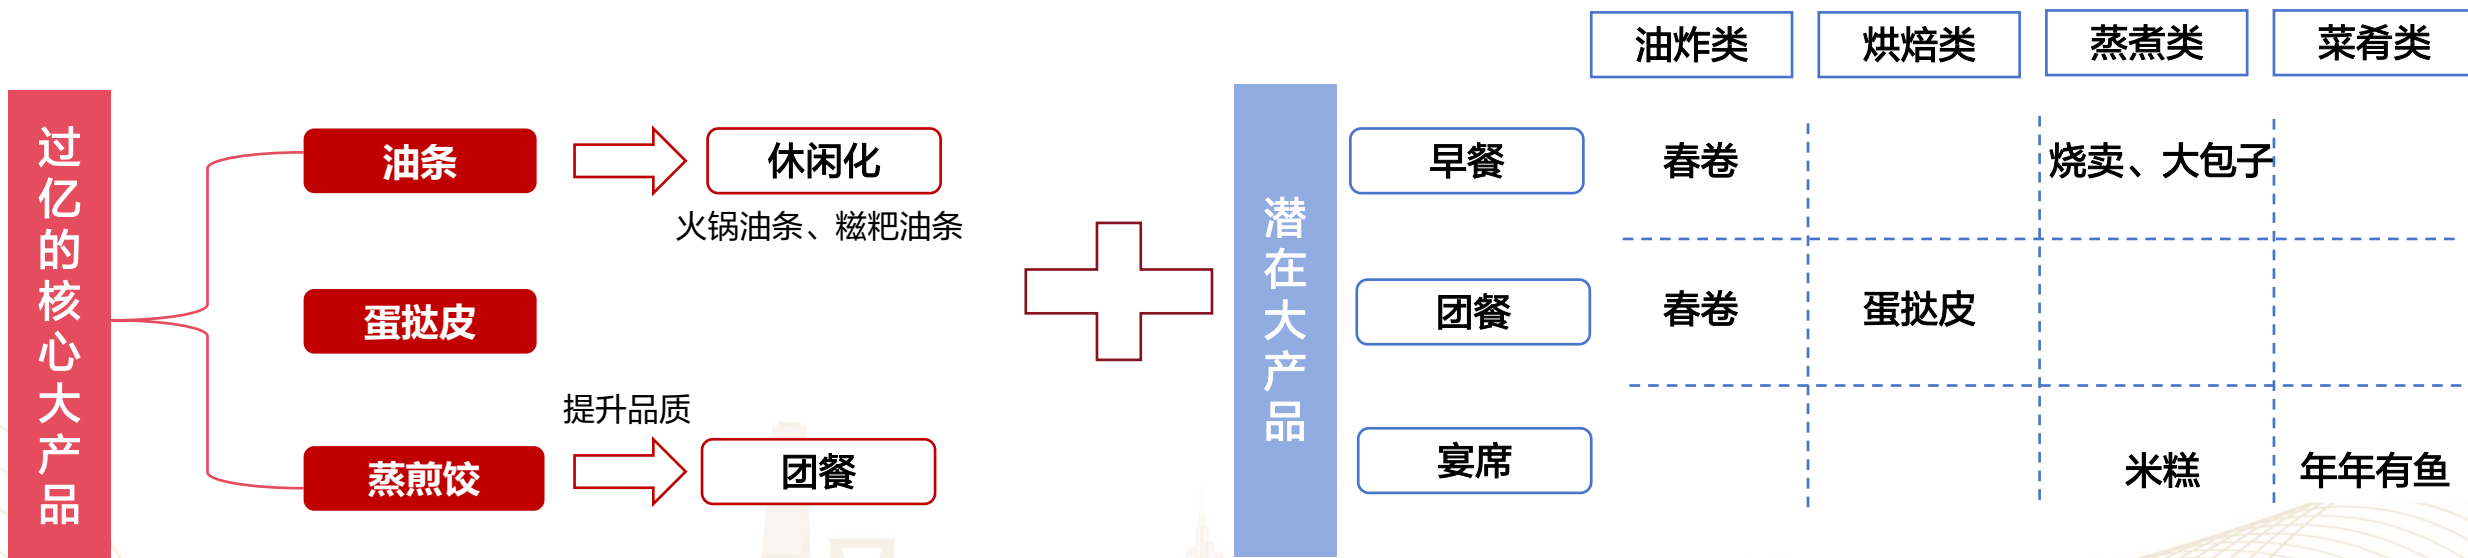 油炸类
烘焙类
蒸煮类
菜肴类
过亿的核心大产品
油条
休闲化
火锅油条、糍粑油条
蛋挞皮
提升品质
蒸煎饺
团餐
潜在大产品
早餐
春卷
烧卖、大包子
团餐
春卷
蛋挞皮
宴席
米糕
年年有鱼